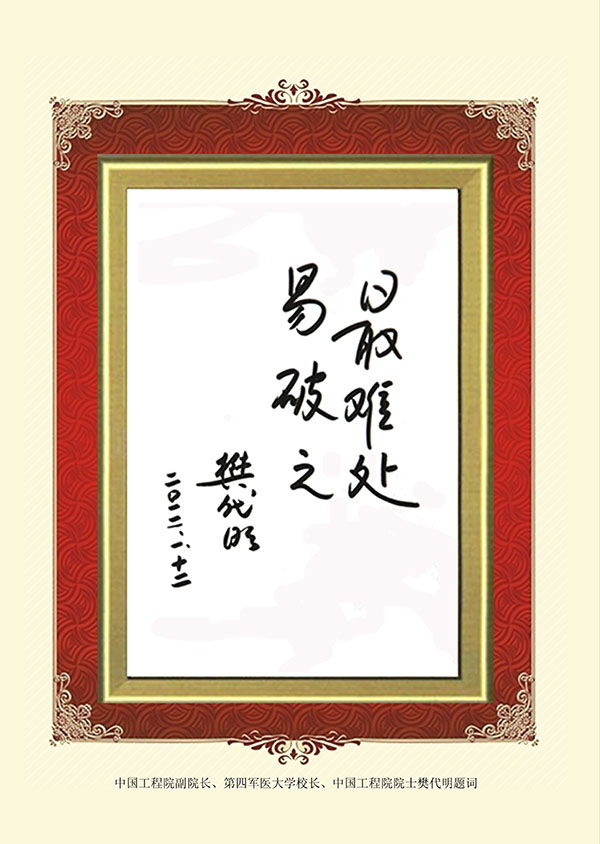 最难处
易破之
樊代明
二〇一二、一、十二
中国工程院副院长、第四军医大学校长、中国工程院院士樊代明题词